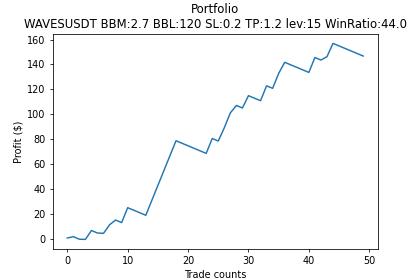 Portfolio
WAVESUSDT BBM:2.7 BBL:120 SL:0.2 TP:1.2 lev:15 WinRatio:44.0
160
140
120
100
80
60
40
20
0
Profit ($)
0 10 20 30 40 50
Trade counts